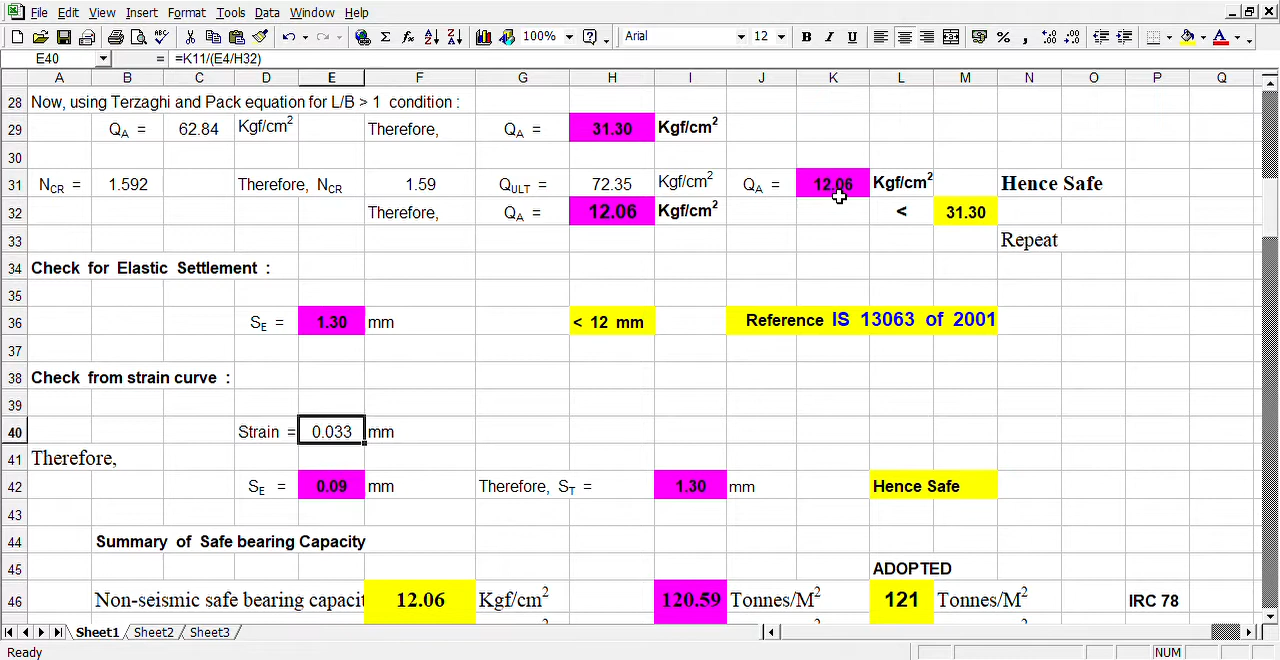 File Edit View Insert Format Tools Data Window Help
100% Arial 12 B I U
E40 = =K11/(E4/H32)
A B C D E F G H I J K L M N O P Q
28 Now, using Terzaghi and Pack equation for L/B > 1 condition :
29 QA = 62.84 Kgf/cm2 Therefore, QA = 31.30 Kgf/cm2
30
31 NCR = 1.592 Therefore, NCR 1.59 QULT = 72.35 Kgf/cm2 QA = 12.06 Kgf/cm2 Hence Safe
32 Therefore, QA = 12.06 Kgf/cm2 < 31.30
33 Repeat
34 Check for Elastic Settlement :
35
36 SE = 1.30 mm < 12 mm Reference IS 13063 of 2001
37
38 Check from strain curve :
39
40 Strain = 0.033 mm
41 Therefore,
42 SE = 0.09 mm Therefore, ST = 1.30 mm Hence Safe
43
44 Summary of Safe bearing Capacity
45 ADOPTED
46 Non-seismic safe bearing capacit 12.06 Kgf/cm2 120.59 Tonnes/M2 121 Tonnes/M2 IRC 78
Sheet1 Sheet2 Sheet3
Ready NUM